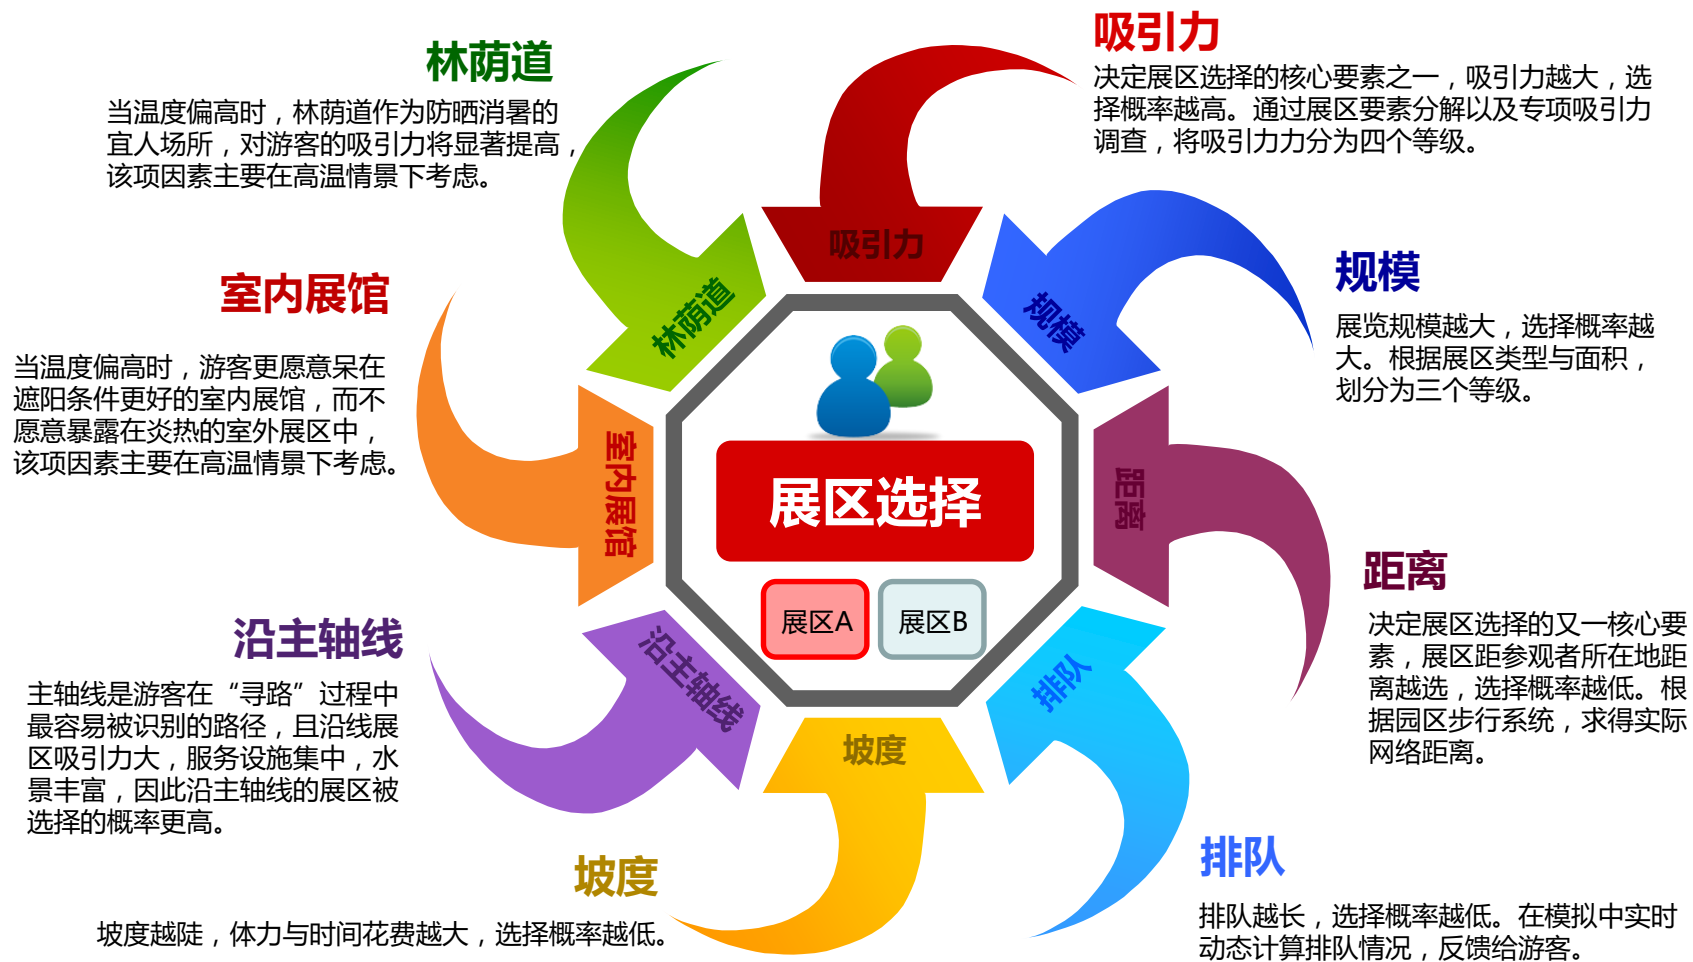 吸引力
决定展区选择的核心要素之一，吸引力越大，选
择概率越高。通过展区要素分解以及专项吸引力
调查，将吸引力力分为四个等级。
规模
展览规模越大，选择概率越
大。根据展区类型与面积，
划分为三个等级。
距离
决定展区选择的又一核心要
素，展区距参观者所在地距
离越选，选择概率越低。根
据园区步行系统，求得实际
网络距离。
排队
排队越长，选择概率越低。在模拟中实时
动态计算排队情况，反馈给游客。
坡度
坡度越陡，体力与时间花费越大，选择概率越低。
沿主轴线
主轴线是游客在“寻路”过程中
最容易被识别的路径，且沿线展
区吸引力大，服务设施集中，水
景丰富，因此沿主轴线的展区被
选择的概率更高。
室内展馆
当温度偏高时，游客更愿意呆在
遮阳条件更好的室内展馆，而不
愿意暴露在炎热的室外展区中，
该项因素主要在高温情景下考虑。
林荫道
当温度偏高时，林荫道作为防晒消暑的
宜人场所，对游客的吸引力将显著提高，
该项因素主要在高温情景下考虑。
吸引力
规模
距离
排队
坡度
沿主轴线
室内展馆
林荫道
展区选择
展区A
展区B